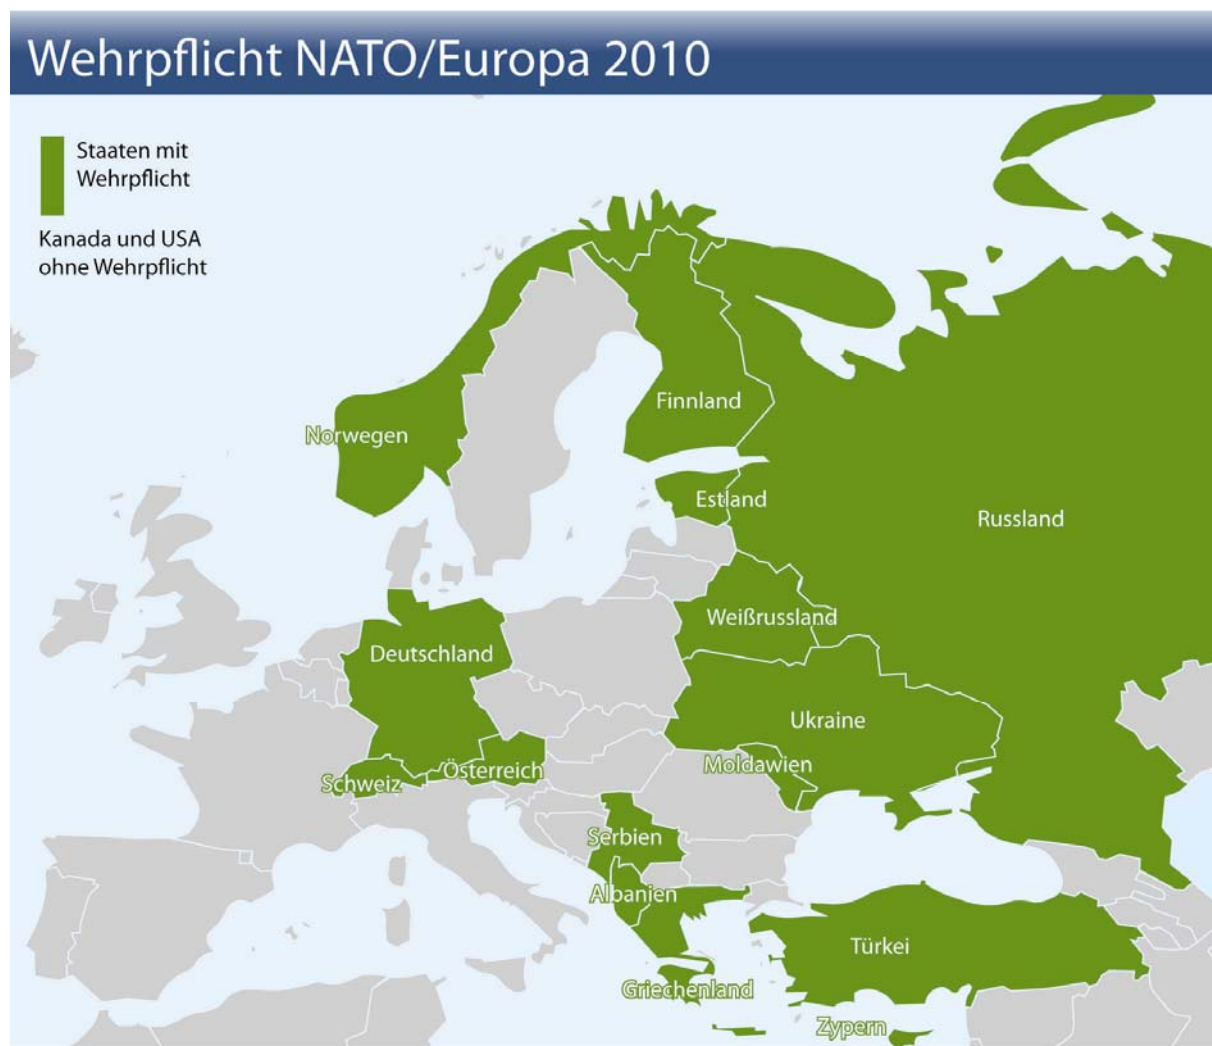 Wehrpflicht NATO/Europa 2010
Staaten mit
Wehrpflicht
Kanada und USA
ohne Wehrpflicht
Finnland
Norwegen
Estland
Russland
Weißrussland
Deutschland
Ukraine
Moldawien
Österreich
Schweiz
Serbien
Albanien
Türkei
Griechenland
Zypern